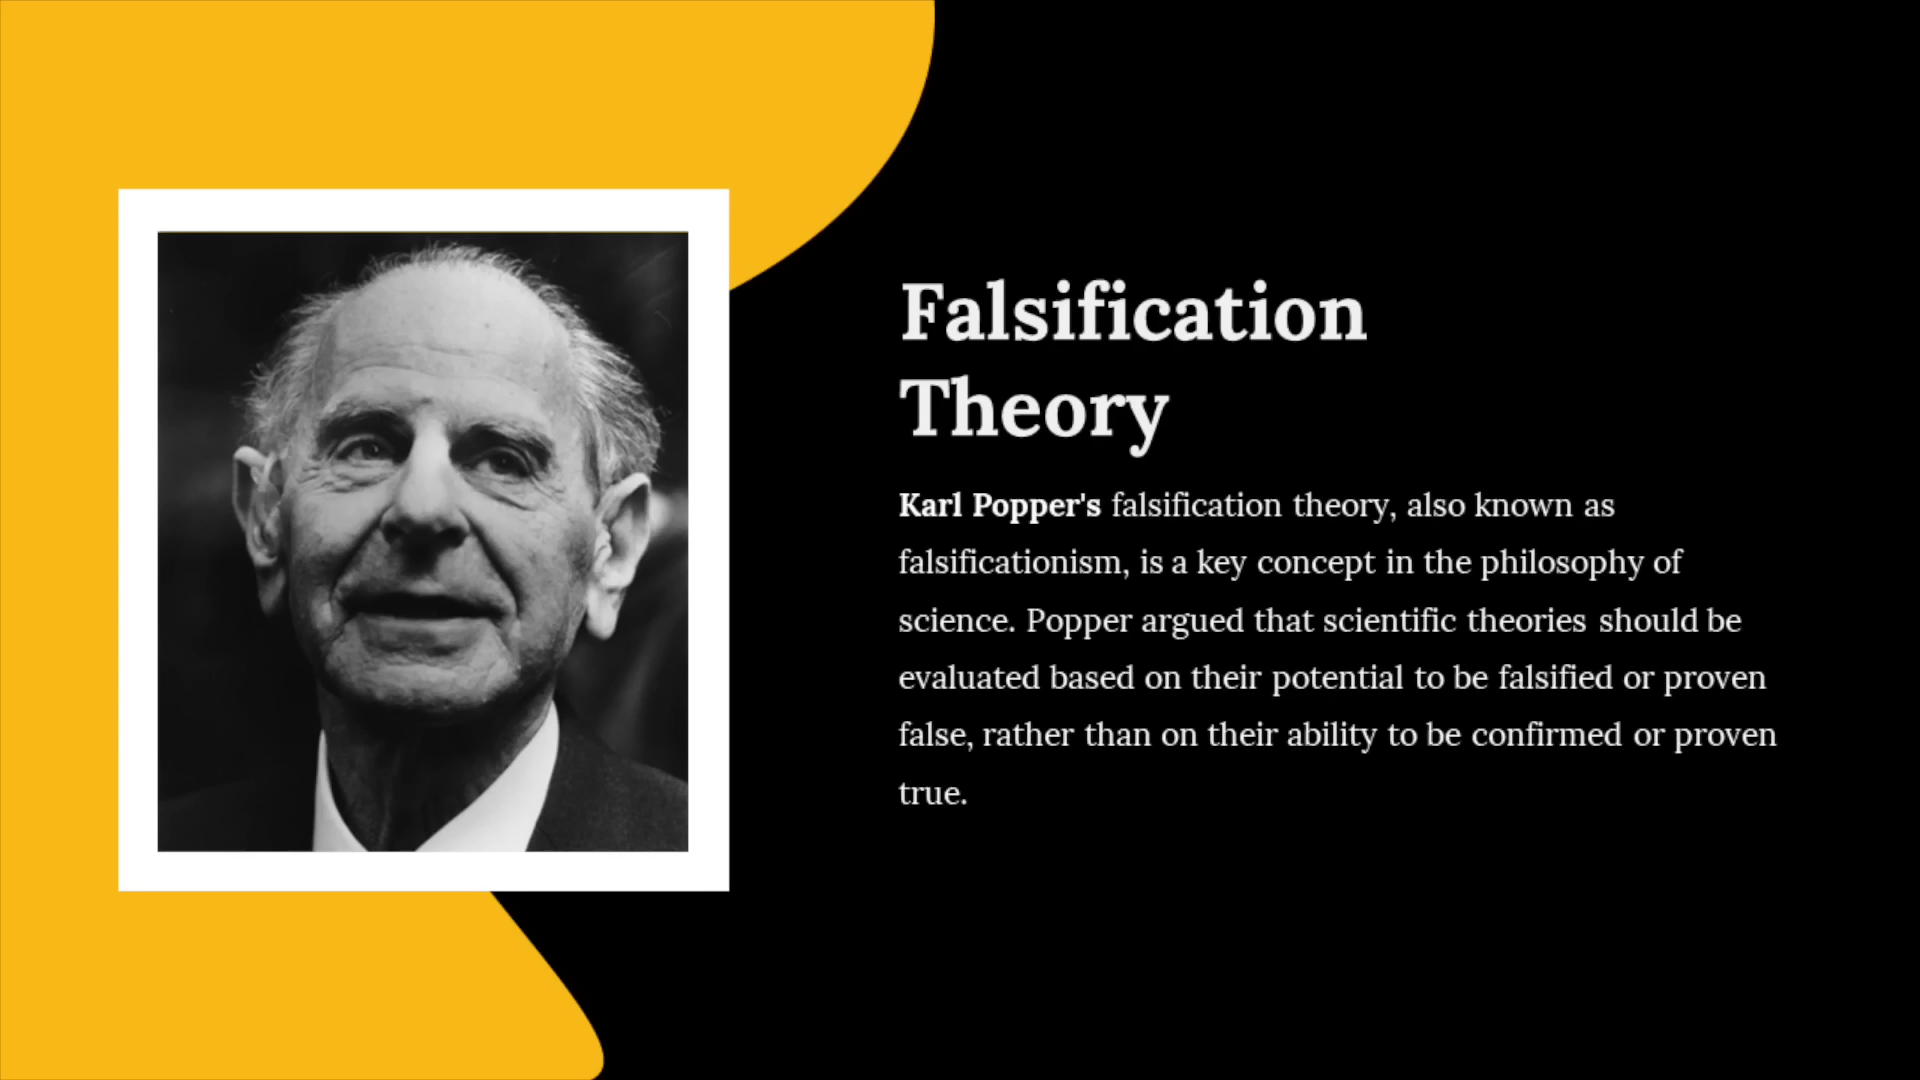 Falsification
Theory
Karl Popper's falsification theory, also known as
falsificationism, is a key concept in the philosophy of
science. Popper argued that scientific theories should be
evaluated based on their potential to be falsified or proven
false, rather than on their ability to be confirmed or proven
true.